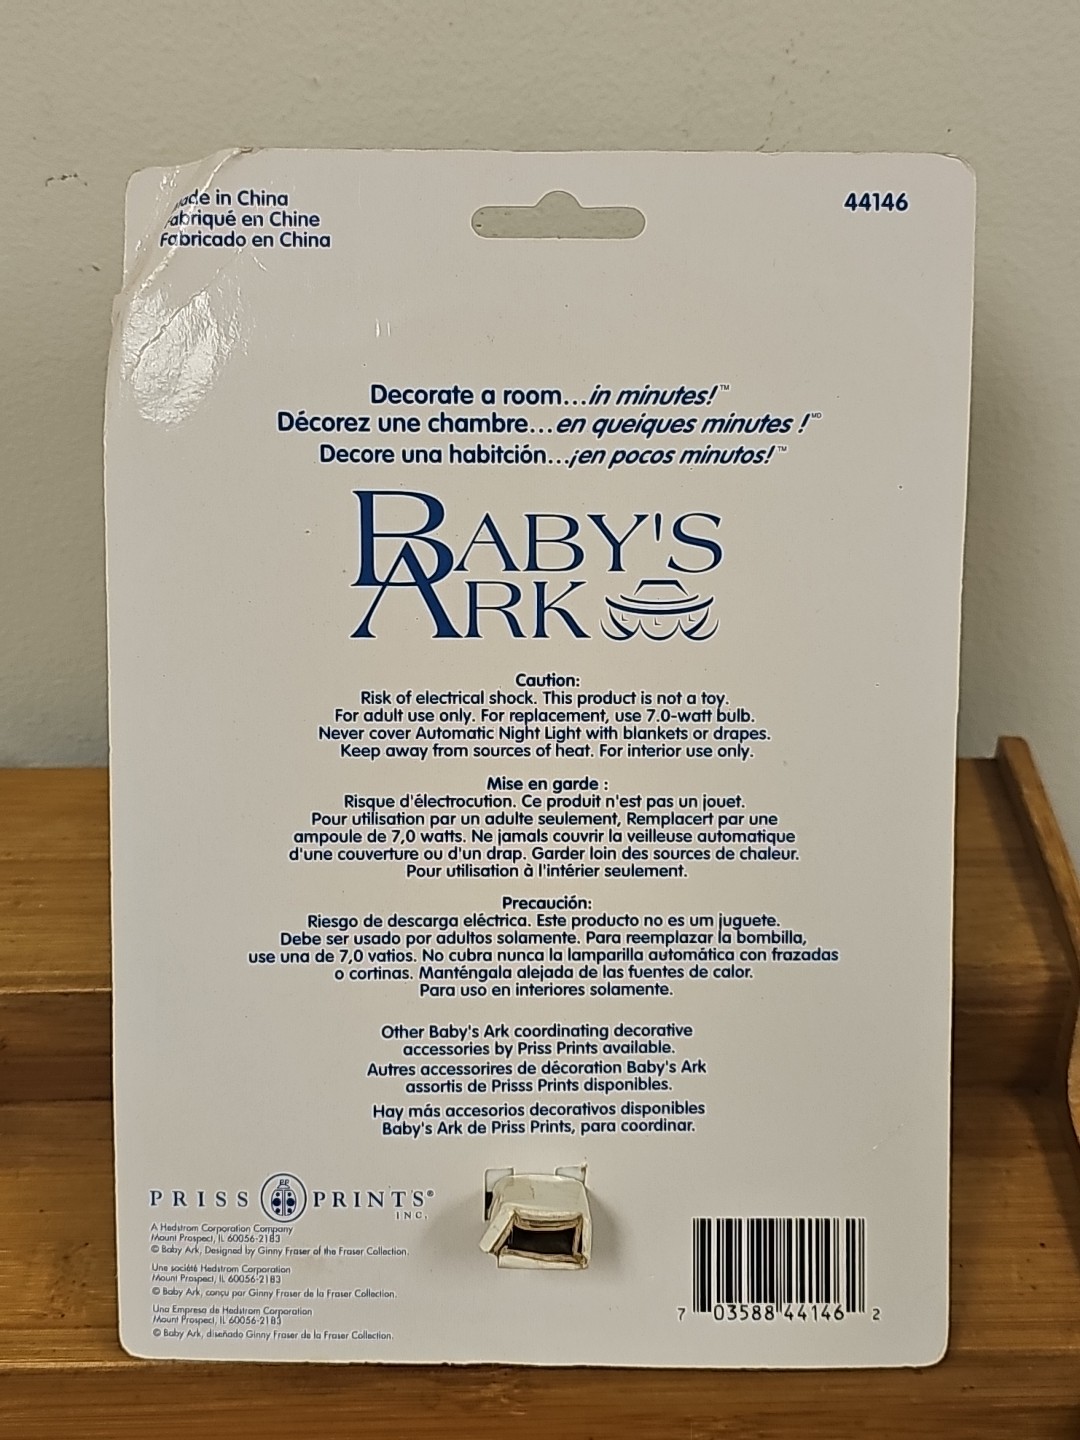 ade in China
abriqué en Chine
Fabricado en China
44146
Decorate a room...in minutes!™
Décorez une chambre...en queiques minutes !MD
Decore una habitción...¡en pocos minutos!™
BABY'S
ARK
Caution:
Risk of electrical shock. This product is not a toy.
For adult use only. For replacement, use 7.0-watt bulb.
Never cover Automatic Night Light with blankets or drapes.
Keep away from sources of heat. For interior use only.
Mise en garde :
Risque d'électrocution. Ce produit n'est pas un jouet.
Pour utilisation par un adulte seulement, Remplacert par une
ampoule de 7,0 watts. Ne jamais couvrir la veilleuse automatique
d'une couverture ou d'un drap. Garder loin des sources de chaleur.
Pour utilisation à l'intérier seulement.
Precaución:
Riesgo de descarga eléctrica. Este producto no es um juguete.
Debe ser usado por adultos solamente. Para reemplazar la bombilla,
use una de 7,0 vatios. No cubra nunca la lamparilla automática con frazadas
o cortinas. Manténgala alejada de las fuentes de calor.
Para uso en interiores solamente.
Other Baby's Ark coordinating decorative
accessories by Priss Prints available.
Autres accessorires de décoration Baby's Ark
assortis de Prisss Prints disponibles.
Hay más accesorios decorativos disponibles
Baby's Ark de Priss Prints, para coordinar.
PRISS PRINTS®
INC.
A Hedstrom Corporation Company
Mount Prospect, IL 60056-2183
© Baby Ark, Designed by Ginny Fraser of the Fraser Collection.
Une société Hedstrom Corporation
Mount Prospect, IL 60056-2183
© Baby Ark, conçu par Ginny Fraser de la Fraser Collection.
Una Empresa de Hedstrom Corporation
Mount Prospect, IL 60056-2183
© Baby Ark, diseñado Ginny Fraser de la Fraser Collection.
7 03588 44146 2